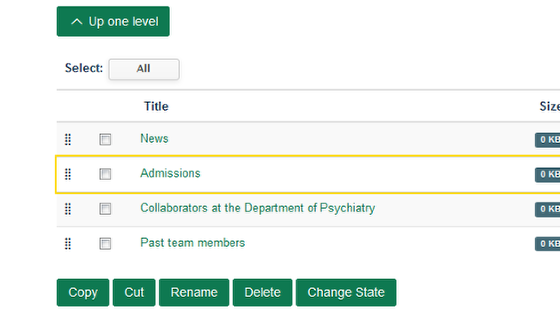 Up one level
Select: All
Title Size
News 0 KB
Admissions 0 KB
Collaborators at the Department of Psychiatry 0 KB
Past team members 0 KB
Copy Cut Rename Delete Change State